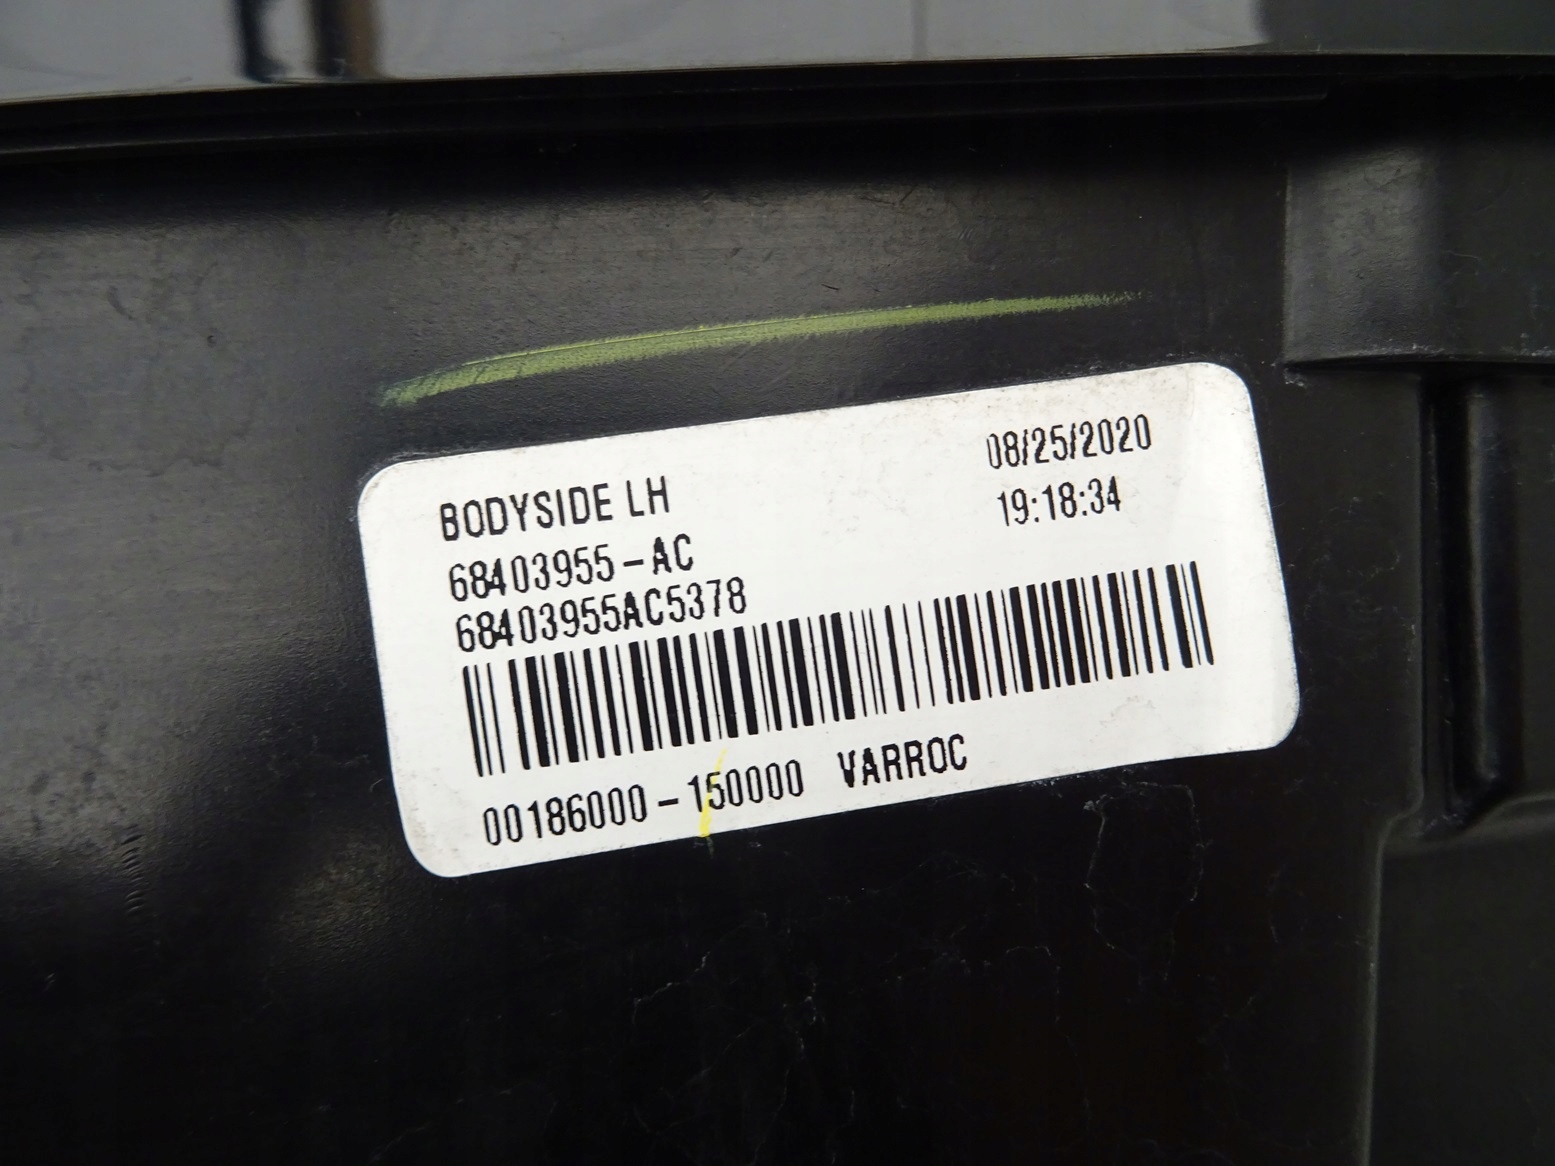 BODYSIDE LH
68403955-AC
68403955AC5378
08/25/2020
19:18:34
00186000-150000 VARROC